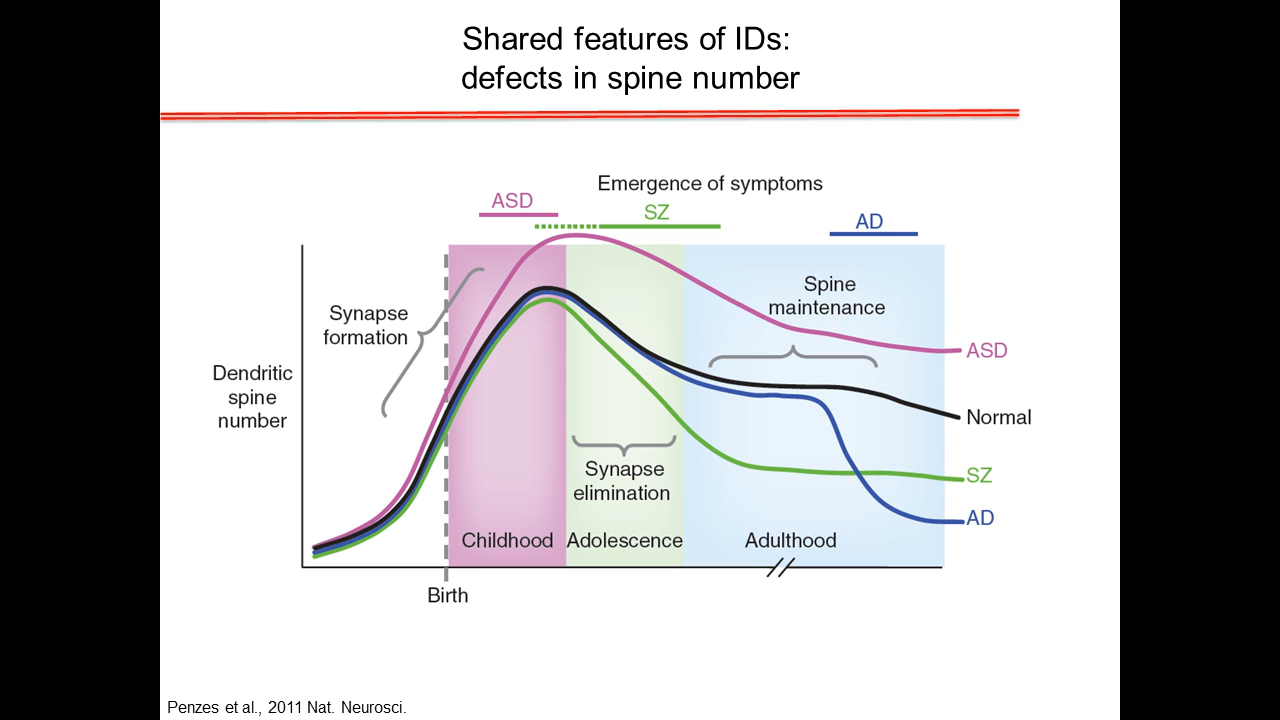 Shared features of IDs:
defects in spine number
Emergence of symptoms
ASD
SZ
AD
Synapse
formation
Spine
maintenance
Dendritic
spine
number
ASD
Normal
SZ
AD
Synapse
elimination
Childhood
Adolescence
Adulthood
Birth
Penzes et al., 2011 Nat. Neurosci.